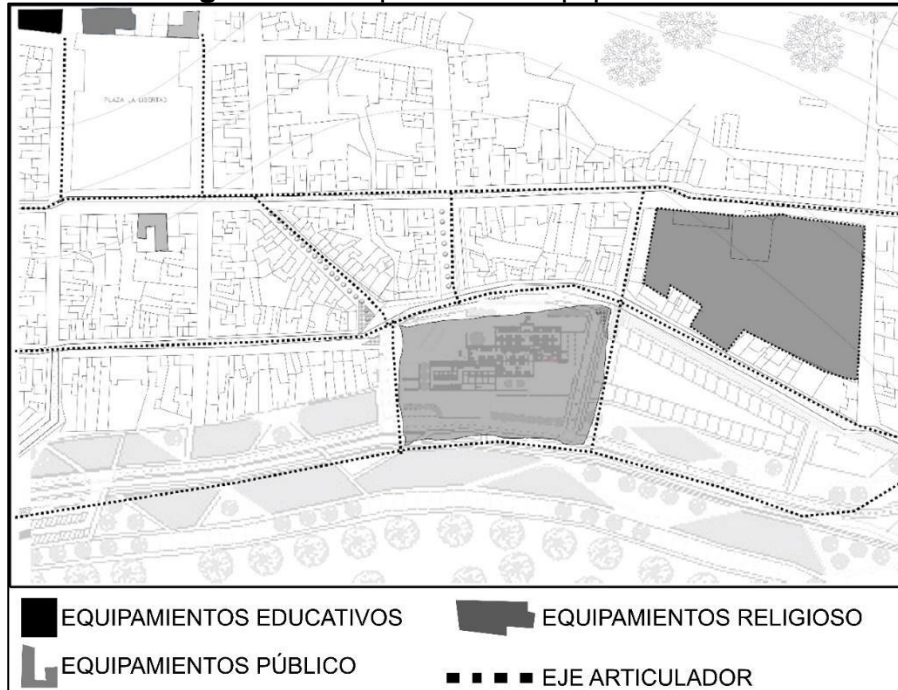 PLAZA LA LIBERTAD
EQUIPAMIENTOS EDUCATIVOS
EQUIPAMIENTOS RELIGIOSO
EQUIPAMIENTOS PÚBLICO
EJE ARTICULADOR